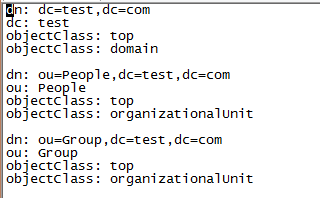 dn: dc=test,dc=com
dc: test
objectClass: top
objectClass: domain

dn: ou=People,dc=test,dc=com
ou: People
objectClass: top
objectClass: organizationalUnit

dn: ou=Group,dc=test,dc=com
ou: Group
objectClass: top
objectClass: organizationalUnit